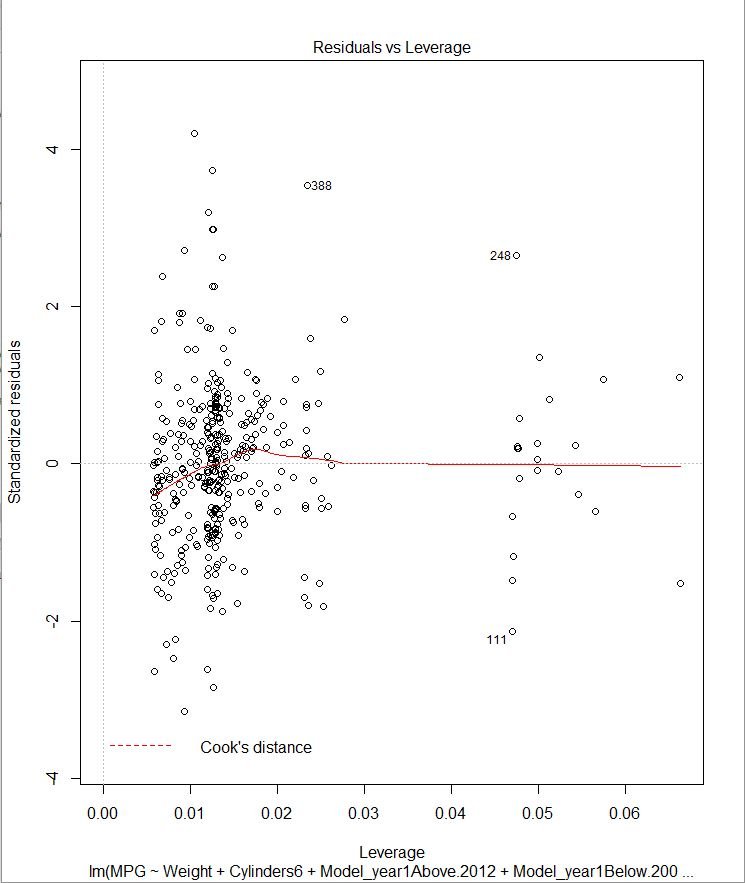 Residuals vs Leverage
4
388
248
2
Standardized residuals
0
-2
111
Cook's distance
-4
0.00 0.01 0.02 0.03 0.04 0.05 0.06
Leverage
lm(MPG ~ Weight + Cylinders6 + Model_year1Above.2012 + Model_year1Below.200 ...